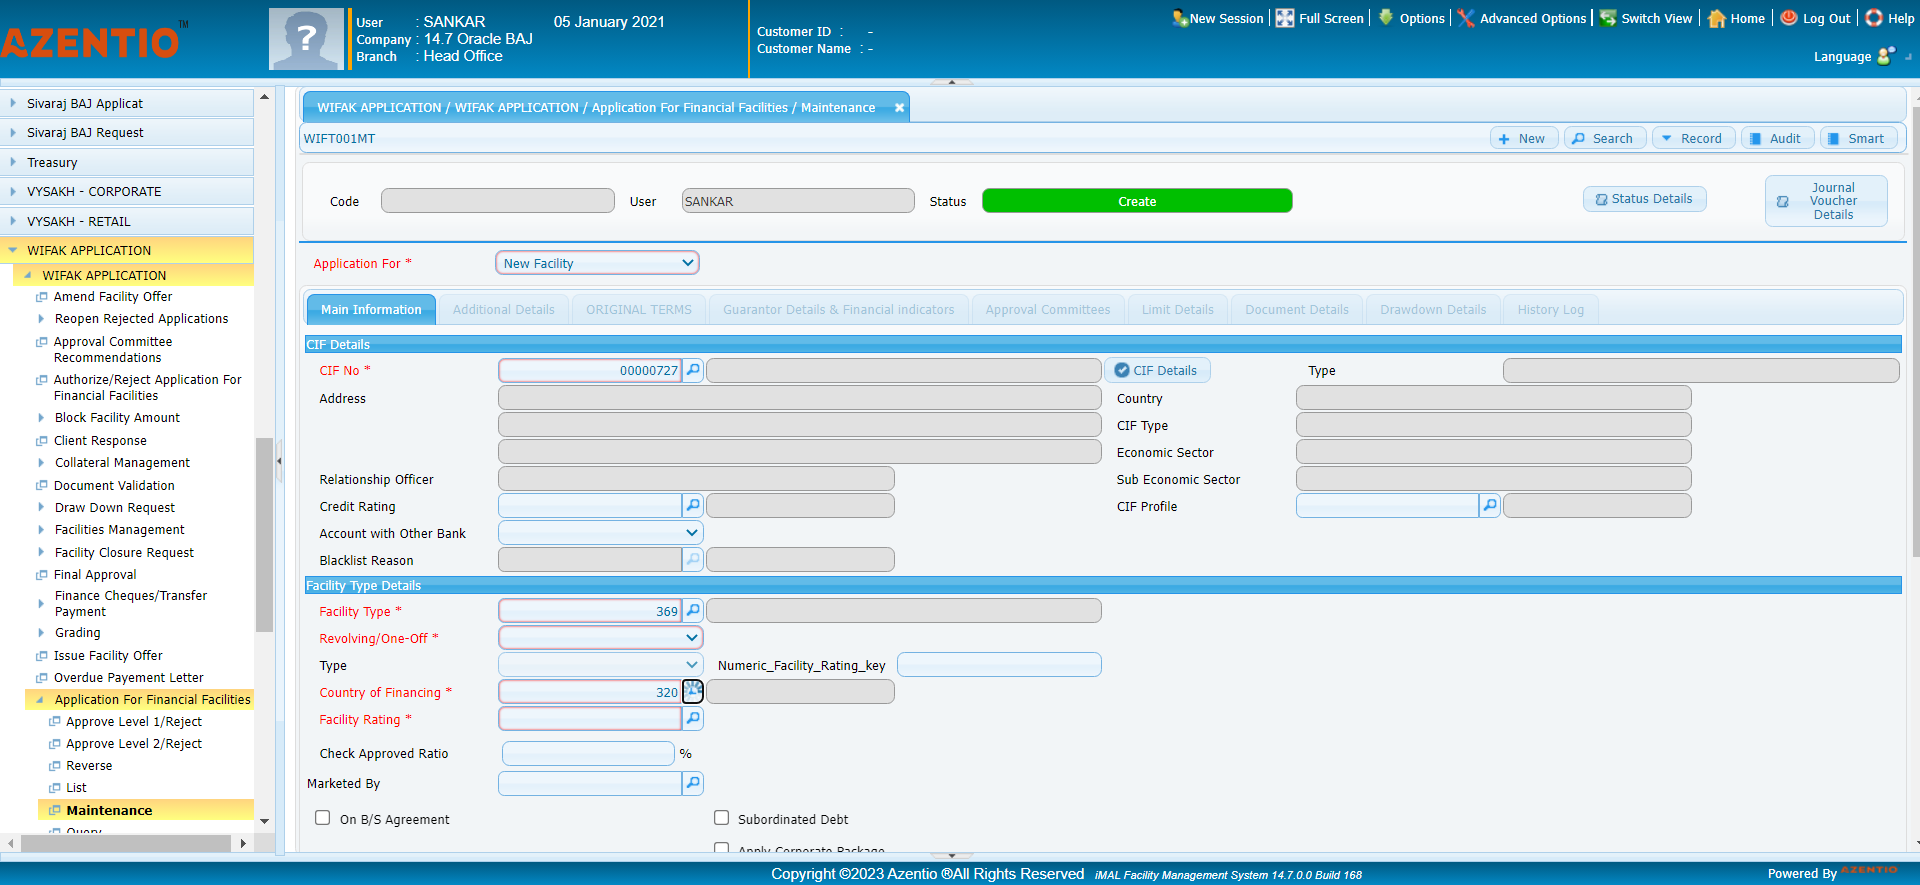 AZENTIO TM
?
User : SANKAR
Company : 14.7 Oracle BAJ
Branch : Head Office
05 January 2021
Customer ID : -
Customer Name : -
New Session
Full Screen
Options
Advanced Options
Switch View
Home
Log Out
Help
Language
Sivaraj BAJ Applicat
Sivaraj BAJ Request
Treasury
VYSAKH - CORPORATE
VYSAKH - RETAIL
WIFAK APPLICATION
WIFAK APPLICATION
Amend Facility Offer
Reopen Rejected Applications
Approval Committee
Recommendations
Authorize/Reject Application For
Financial Facilities
Block Facility Amount
Client Response
Collateral Management
Document Validation
Draw Down Request
Facilities Management
Facility Closure Request
Final Approval
Finance Cheques/Transfer
Payment
Grading
Issue Facility Offer
Overdue Payment Letter
Application For Financial Facilities
Approve Level 1/Reject
Approve Level 2/Reject
Reverse
List
Maintenance
Query
WIFAK APPLICATION / WIFAK APPLICATION / Application For Financial Facilities / Maintenance
WIFT001MT
New
Search
Record
Audit
Smart
Code
User SANKAR
Status Create
Status Details
Journal
Voucher
Details
Application For * New Facility
Main Information
Additional Details
ORIGINAL TERMS
Guarantor Details & Financial indicators
Approval Committees
Limit Details
Document Details
Drawdown Details
History Log
CIF Details
CIF No * 00000727 CIF Details Type
Address Country
CIF Type
Economic Sector
Relationship Officer Sub Economic Sector
Credit Rating CIF Profile
Account with Other Bank
Blacklist Reason
Facility Type Details
Facility Type * 369
Revolving/One-Off *
Type Numeric_Facility_Rating_key
Country of Financing * 320
Facility Rating *
Check Approved Ratio %
Marketed By
On B/S Agreement Subordinated Debt
Apply Corporate Package
Copyright ©2023 Azentio ®All Rights Reserved iMAL Facility Management System 14.7.0.0 Build 168
Powered By AZENTIO